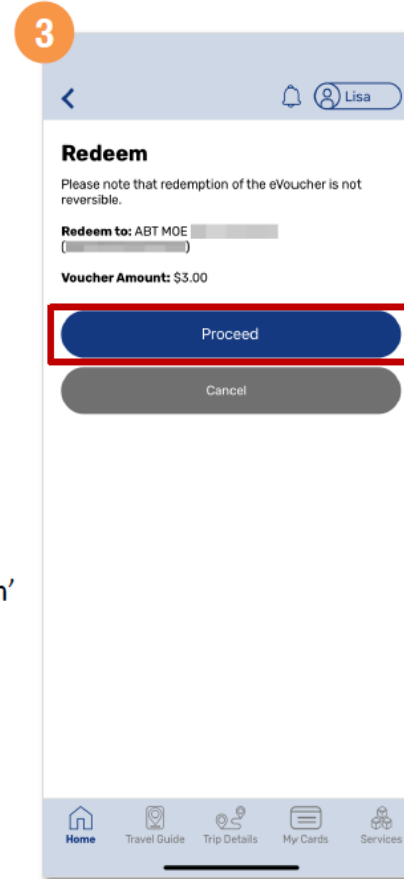 3
Lisa
Redeem
Please note that redemption of the eVoucher is not
reversible.
Redeem to: ABT MOE
(
)
Voucher Amount: $3.00
Proceed
Cancel
n’
Home Travel Guide Trip Details My Cards Services